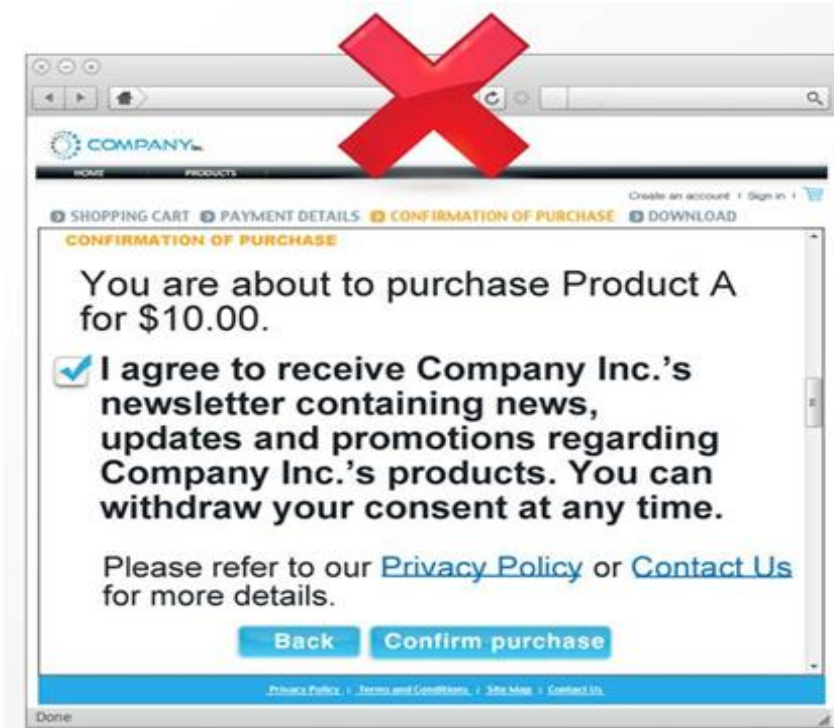 COMPANY Inc.
HOME PRODUCTS
Create an account | Sign in |
SHOPPING CART PAYMENT DETAILS CONFIRMATION OF PURCHASE DOWNLOAD
CONFIRMATION OF PURCHASE
You are about to purchase Product A
for $10.00.
I agree to receive Company Inc.'s
newsletter containing news,
updates and promotions regarding
Company Inc.'s products. You can
withdraw your consent at any time.
Please refer to our Privacy Policy or Contact Us
for more details.
Back Confirm purchase
Privacy Policy | Terms and Conditions | Site Map | Contact Us
Done